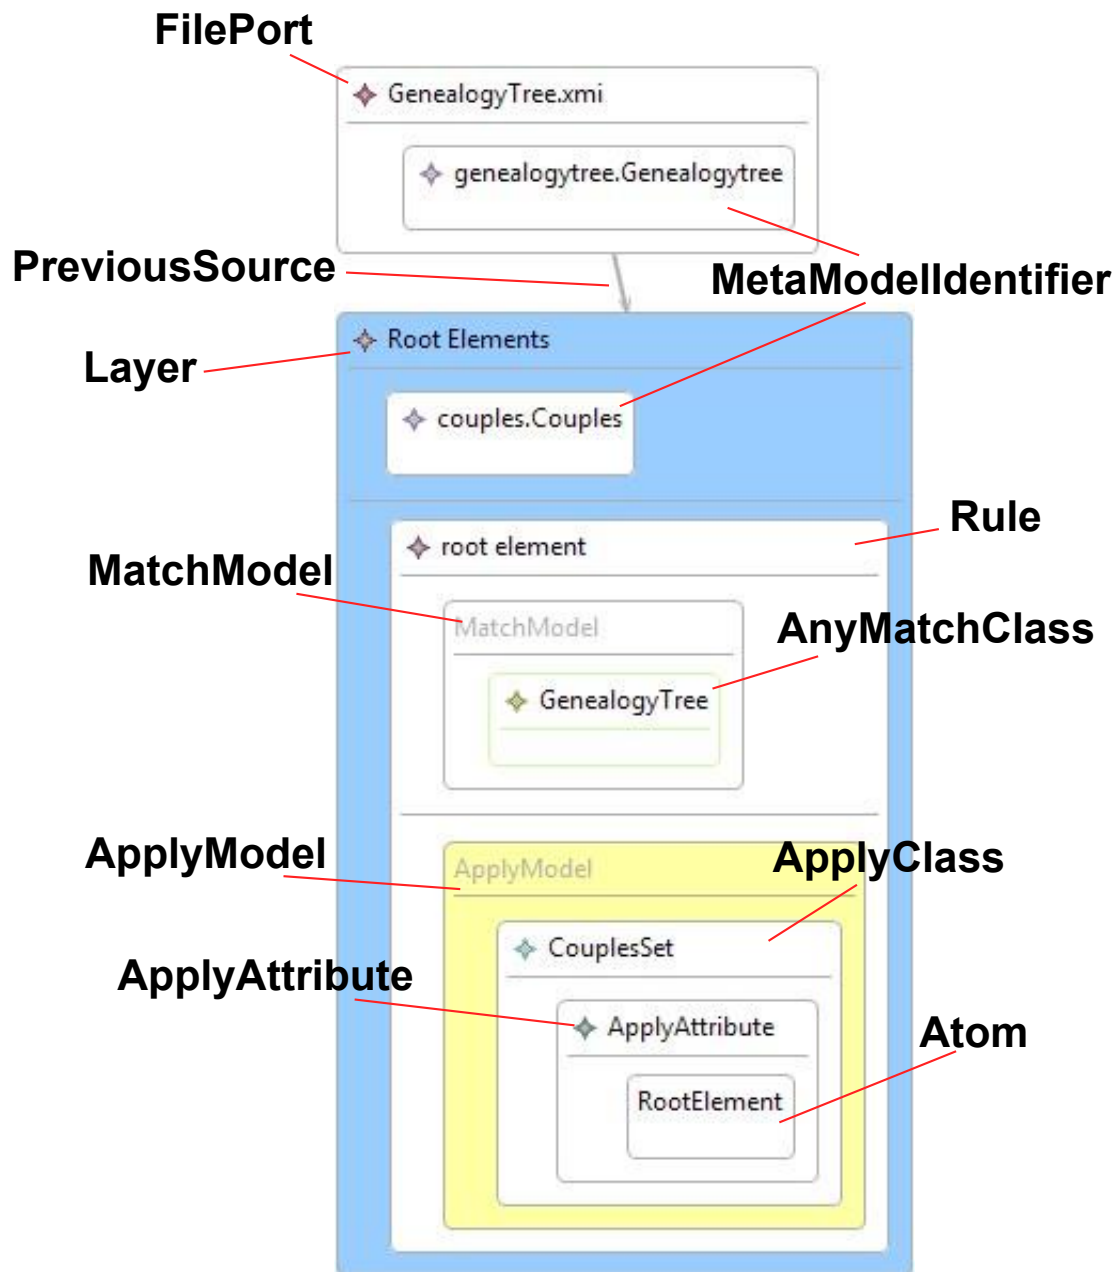 FilePort
GenealogyTree.xmi
genealogytree.Genealogytree
PreviousSource
MetaModelIdentifier
Root Elements
Layer
couples.Couples
Rule
root element
MatchModel
MatchModel
AnyMatchClass
GenealogyTree
ApplyModel
ApplyClass
ApplyModel
CouplesSet
ApplyAttribute
ApplyAttribute
Atom
RootElement